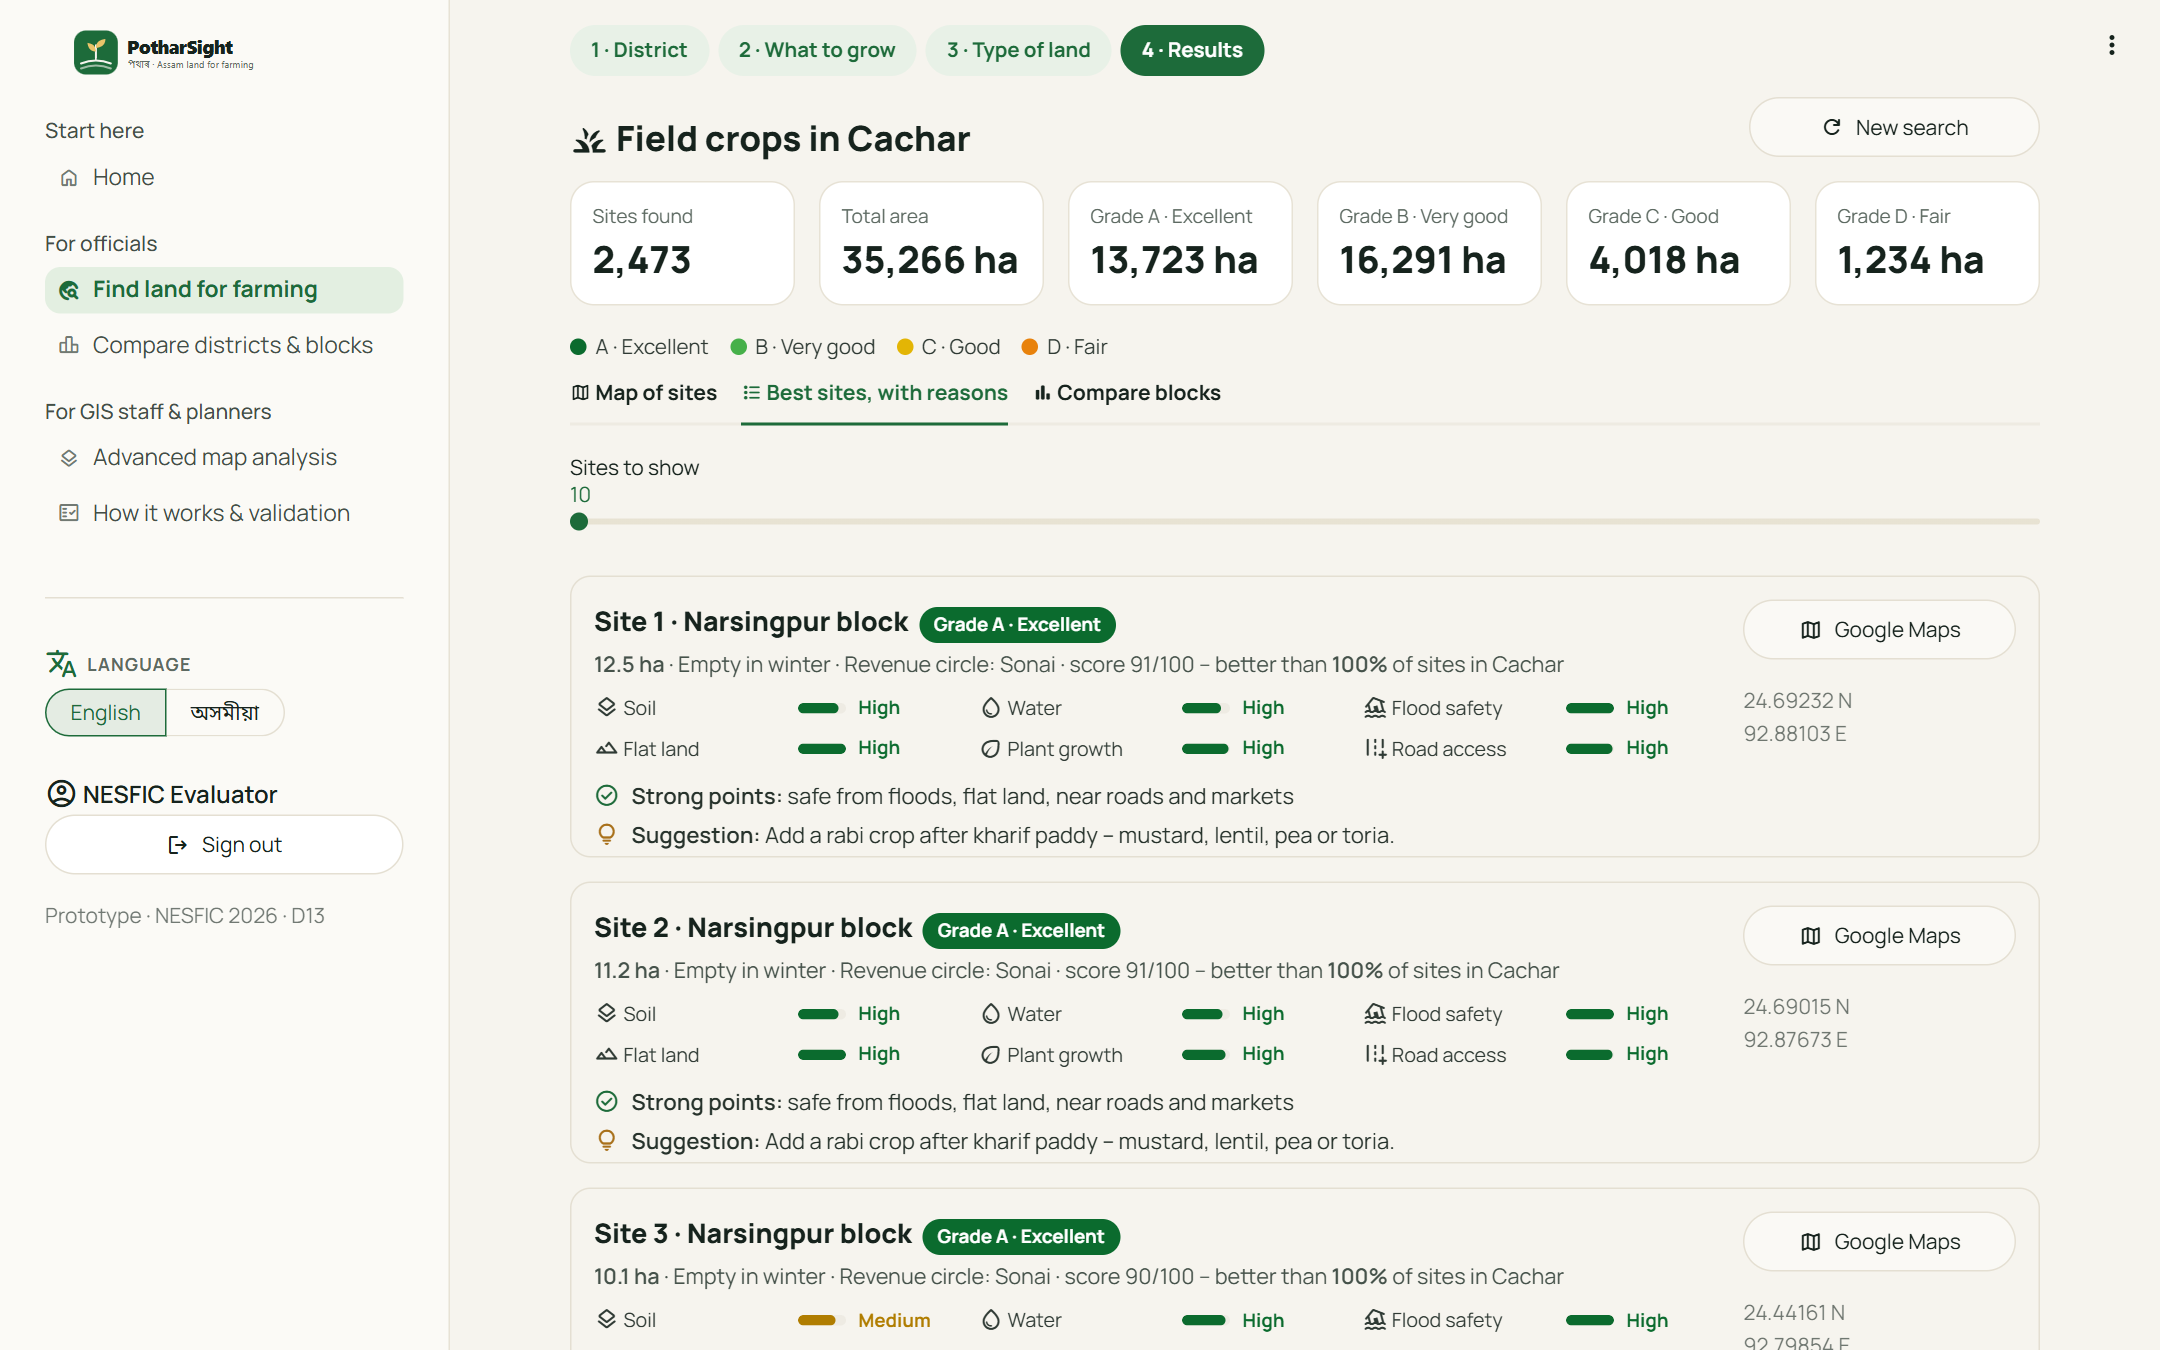 PotharSight
পথাৰ · Assam land for farming
Start here
Home
For officials
Find land for farming
Compare districts & blocks
For GIS staff & planners
Advanced map analysis
How it works & validation
LANGUAGE
English
অসমীয়া
NESFIC Evaluator
Sign out
Prototype · NESFIC 2026 · D13
1 · District
2 · What to grow
3 · Type of land
4 · Results
Field crops in Cachar
New search
Sites found
2,473
Total area
35,266 ha
Grade A · Excellent
13,723 ha
Grade B · Very good
16,291 ha
Grade C · Good
4,018 ha
Grade D · Fair
1,234 ha
A · Excellent
B · Very good
C · Good
D · Fair
Map of sites
Best sites, with reasons
Compare blocks
Sites to show
10
Site 1 · Narsingpur block
Grade A · Excellent
Google Maps
12.5 ha · Empty in winter · Revenue circle: Sonai · score 91/100 – better than 100% of sites in Cachar
Soil High
Water High
Flood safety High
24.69232 N
92.88103 E
Flat land High
Plant growth High
Road access High
Strong points: safe from floods, flat land, near roads and markets
Suggestion: Add a rabi crop after kharif paddy – mustard, lentil, pea or toria.
Site 2 · Narsingpur block
Grade A · Excellent
Google Maps
11.2 ha · Empty in winter · Revenue circle: Sonai · score 91/100 – better than 100% of sites in Cachar
Soil High
Water High
Flood safety High
24.69015 N
92.87673 E
Flat land High
Plant growth High
Road access High
Strong points: safe from floods, flat land, near roads and markets
Suggestion: Add a rabi crop after kharif paddy – mustard, lentil, pea or toria.
Site 3 · Narsingpur block
Grade A · Excellent
Google Maps
10.1 ha · Empty in winter · Revenue circle: Sonai · score 90/100 – better than 100% of sites in Cachar
Soil Medium
Water High
Flood safety High
24.44161 N
92.79854 E